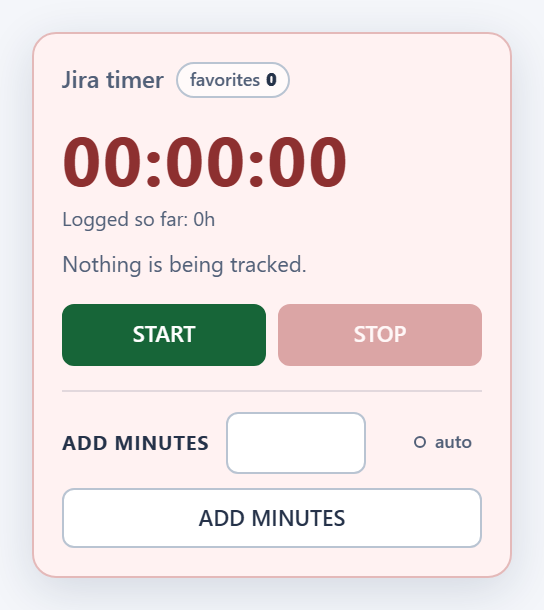 Jira timer favorites 0
00:00:00
Logged so far: 0h
Nothing is being tracked.
START STOP
ADD MINUTES auto
ADD MINUTES